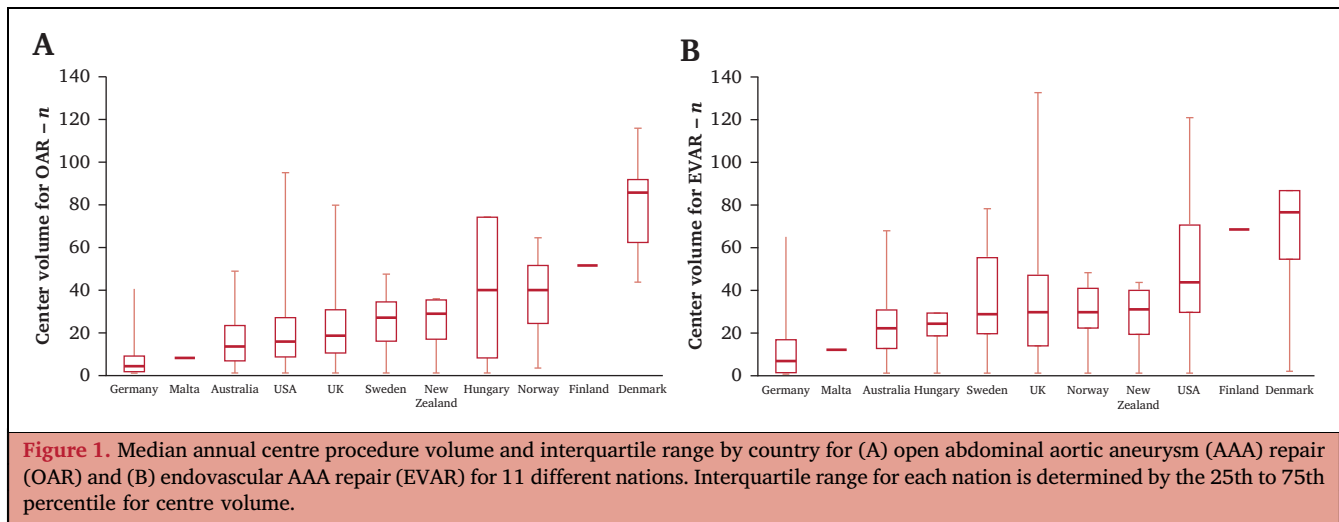 A
Center volume for OAR – n
140
120
100
80
60
40
20
0
Germany Malta Australia USA UK Sweden New Zealand Hungary Norway Finland Denmark
B
Center volume for EVAR – n
140
120
100
80
60
40
20
0
Germany Malta Australia Hungary Sweden UK Norway New Zealand USA Finland Denmark
Figure 1. Median annual centre procedure volume and interquartile range by country for (A) open abdominal aortic aneurysm (AAA) repair
(OAR) and (B) endovascular AAA repair (EVAR) for 11 different nations. Interquartile range for each nation is determined by the 25th to 75th
percentile for centre volume.